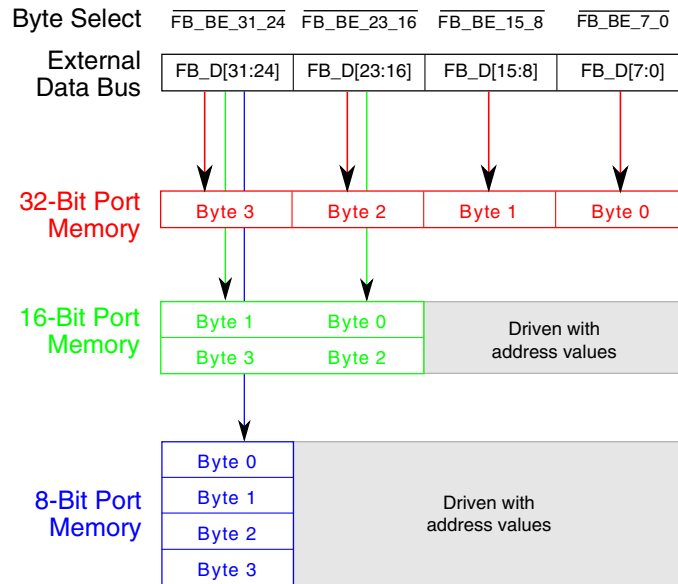 Byte Select FB_BE_31_24 FB_BE_23_16 FB_BE_15_8 FB_BE_7_0
External
Data Bus
FB_D[31:24] FB_D[23:16] FB_D[15:8] FB_D[7:0]
32-Bit Port
Memory
Byte 3 Byte 2 Byte 1 Byte 0
16-Bit Port
Memory
Byte 1 Byte 0
Byte 3 Byte 2
Driven with
address values
8-Bit Port
Memory
Byte 0
Byte 1
Byte 2
Byte 3
Driven with
address values